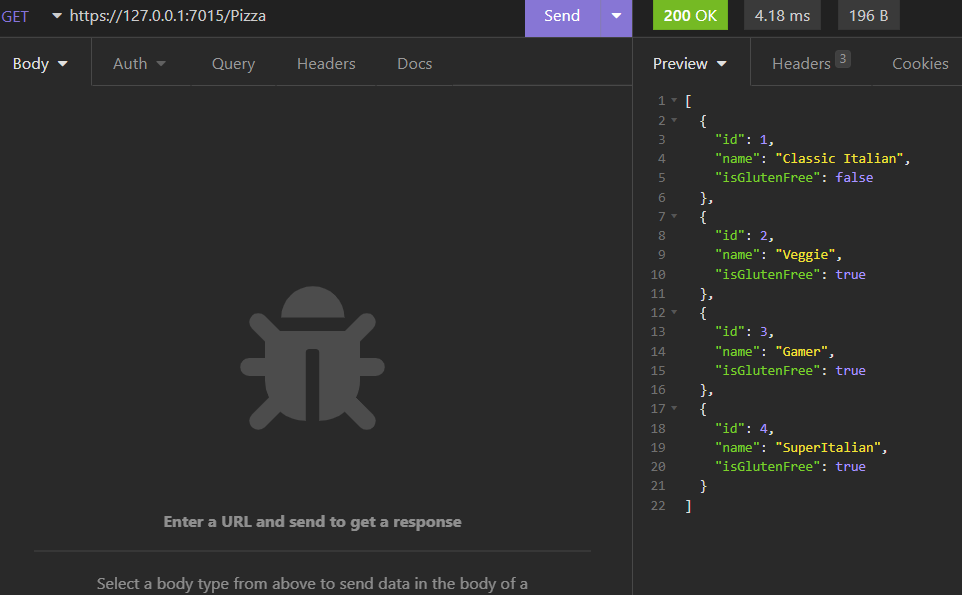 GET https://127.0.0.1:7015/Pizza Send 200 OK 4.18 ms 196 B
Body Auth Query Headers Docs Preview Headers 3 Cookies
1 [
2 {
3 "id": 1,
4 "name": "Classic Italian",
5 "isGlutenFree": false
6 },
7 {
8 "id": 2,
9 "name": "Veggie",
10 "isGlutenFree": true
11 },
12 {
13 "id": 3,
14 "name": "Gamer",
15 "isGlutenFree": true
16 },
17 {
18 "id": 4,
19 "name": "SuperItalian",
20 "isGlutenFree": true
21 }
22 ]
Enter a URL and send to get a response
Select a body type from above to send data in the body of a